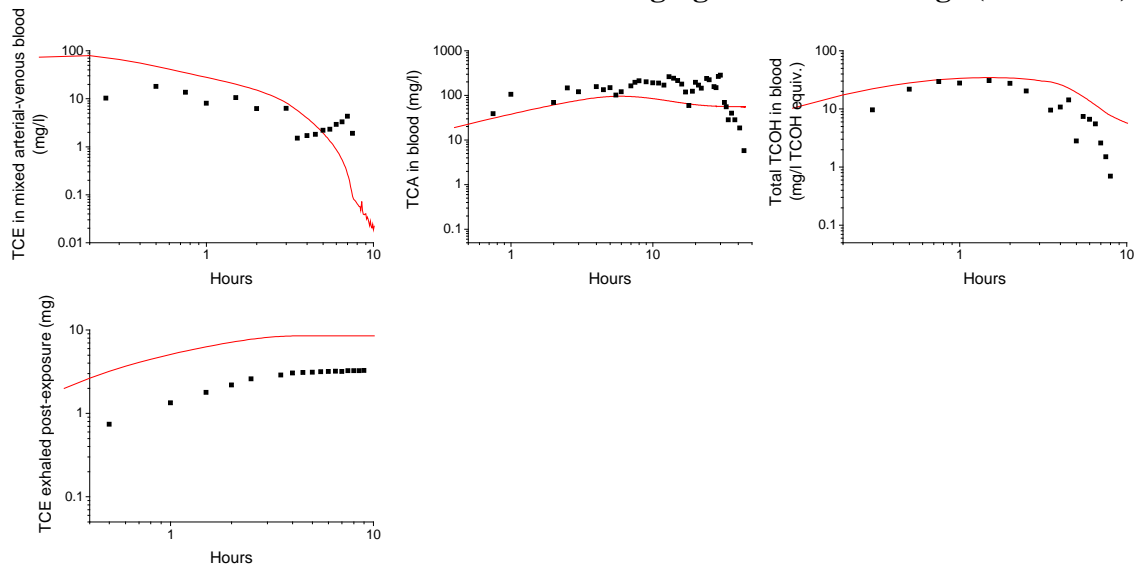 TCE in mixed arterial-venous blood
(mg/l)
100
10
1
0.1
0.01
1
10
Hours
TCA in blood (mg/l)
1000
100
10
1
0.1
1
10
Hours
Total TCOH in blood
(mg/l TCOH equiv.)
100
10
1
0.1
1
10
Hours
TCE exhaled post-exposure (mg)
10
1
0.1
1
10
Hours